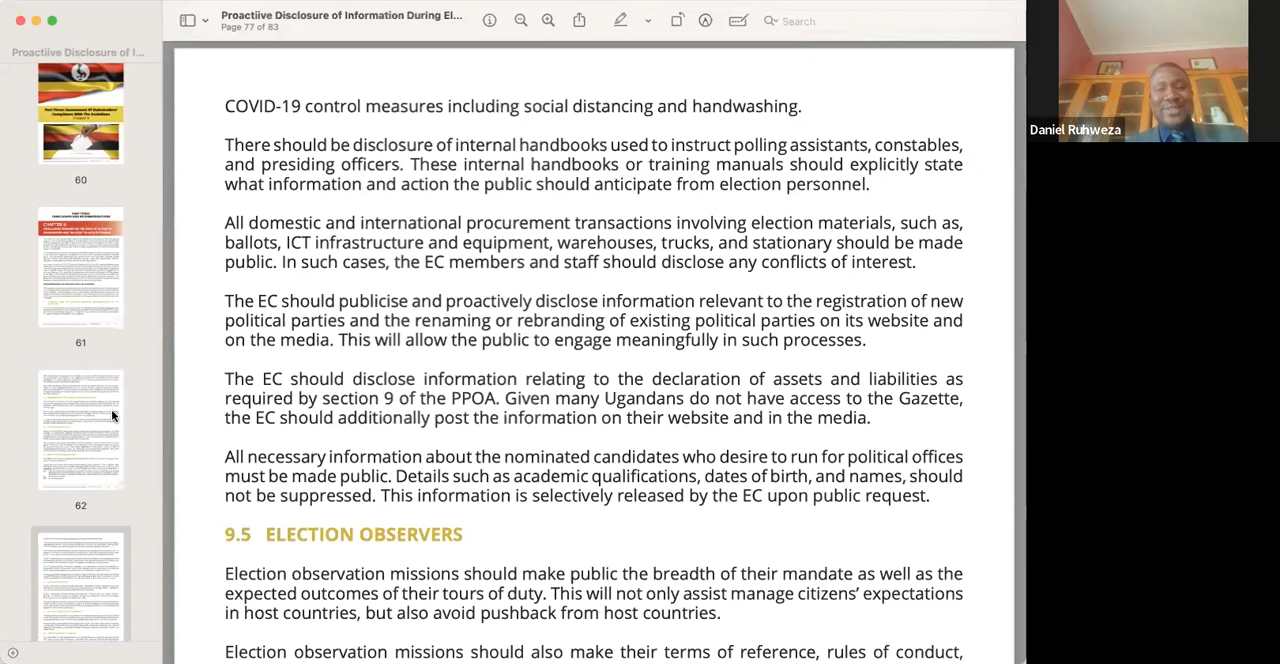 Proactiive Disclosure of Information During El...
Page 77 of 83
Search
Proactiive Disclosure of I...
60
61
62
COVID-19 control measures including social distancing and handwashing.
There should be disclosure of internal handbooks used to instruct polling assistants, constables,
and presiding officers. These internal handbooks or training manuals should explicitly state
what information and action the public should anticipate from election personnel.
All domestic and external procurement transactions involving election materials, such as,
ballots, ICT infrastructure and equipment, warehouses, trucks, and stationary should be made
public. In such cases, the EC members and staff should disclose any conflicts of interest.
The EC should publicise and proactively disclose information relevant to the registration of new
political parties and the renaming or rebranding of existing political parties on its website and
on the media. This will allow the public to engage meaningfully in such processes.
The EC should disclose information relating to the declaration of assets and liabilities as
required by section 9 of the PPOA. Given many Ugandans do not have access to the Gazette,
the EC should additionally post this information on their website and in the media.
All necessary information about the nominated candidates who desire to run for political offices
must be made public. Details such as academic qualifications, dates of birth, and names, should
not be suppressed. This information is selectively released by the EC upon public request.
9.5 ELECTION OBSERVERS
Election observation missions should make public the breadth of their mandate as well as the
expected outcomes of their tour of duty. This will not only assist manage citizens' expectations
of their roles, but also avoid backlash from host countries.
Election observation missions should also make their terms of reference, rules of conduct,
Daniel Ruhweza